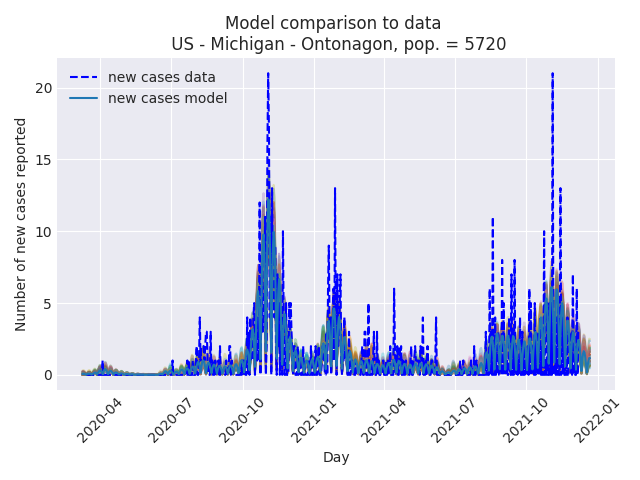 Model comparison to data
US - Michigan - Ontonagon, pop. = 5720
new cases data
new cases model
Number of new cases reported
20
15
10
5
0
2020-04
2020-07
2020-10
2021-01
2021-04
2021-07
2021-10
2022-01
Day